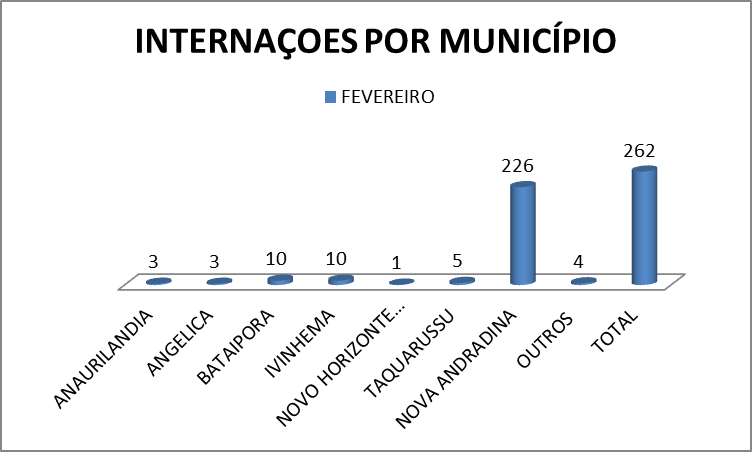 INTERNAÇOES POR MUNICÍPIO
FEVEREIRO
3
3
10
10
1
5
226
4
262
ANAURILANDIA
ANGELICA
BATAIPORA
IVINHEMA
NOVO HORIZONTE...
TAQUARUSSU
NOVA ANDRADINA
OUTROS
TOTAL